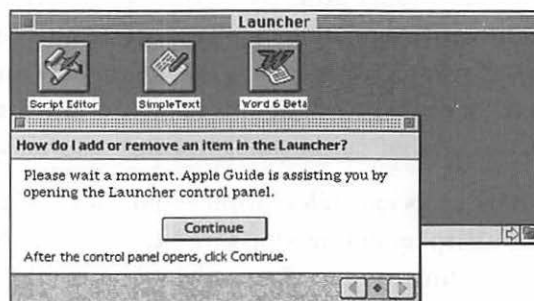 Launcher
Script Editor
SimpleText
Word 6 Beta
How do I add or remove an item in the Launcher?
Please wait a moment. Apple Guide is assisting you by
opening the Launcher control panel.
Continue
After the control panel opens, click Continue.